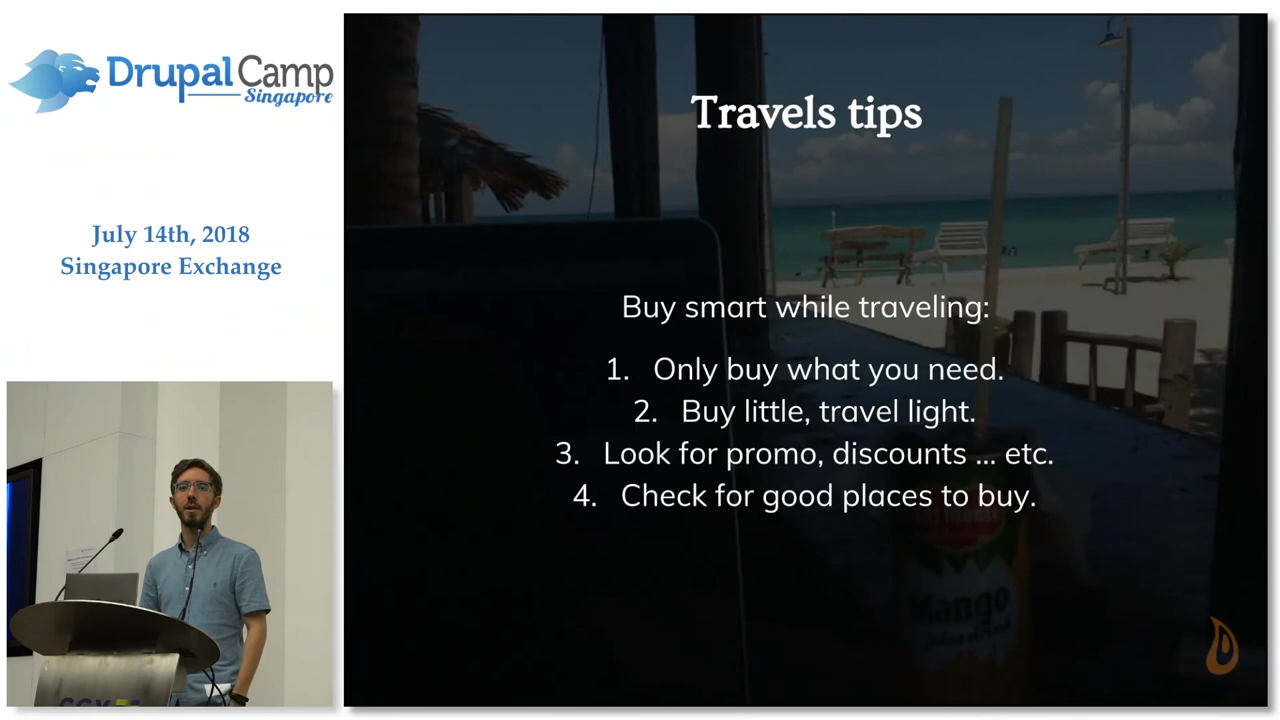 DrupalCamp
Singapore
July 14th, 2018
Singapore Exchange
Travels tips
Buy smart while traveling:
1. Only buy what you need.
2. Buy little, travel light.
3. Look for promo, discounts ... etc.
4. Check for good places to buy.
Mango